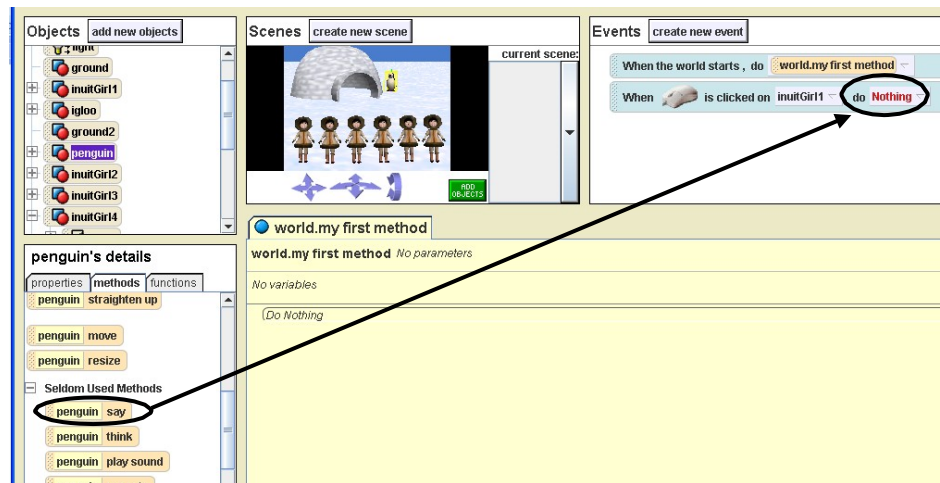 Objects add new objects
light
ground
inuitGirl1
igloo
ground2
penguin
inuitGirl2
inuitGirl3
inuitGirl4
penguin's details
properties methods functions
penguin straighten up
penguin move
penguin resize
Seldom Used Methods
penguin say
penguin think
penguin play sound
penguin
Scenes create new scene
current scene:
ADD
OBJECTS
Events create new event
When the world starts , do world.my first method
When is clicked on inuitGirl1 do Nothing
world.my first method
world.my first method No parameters
No variables
(Do Nothing